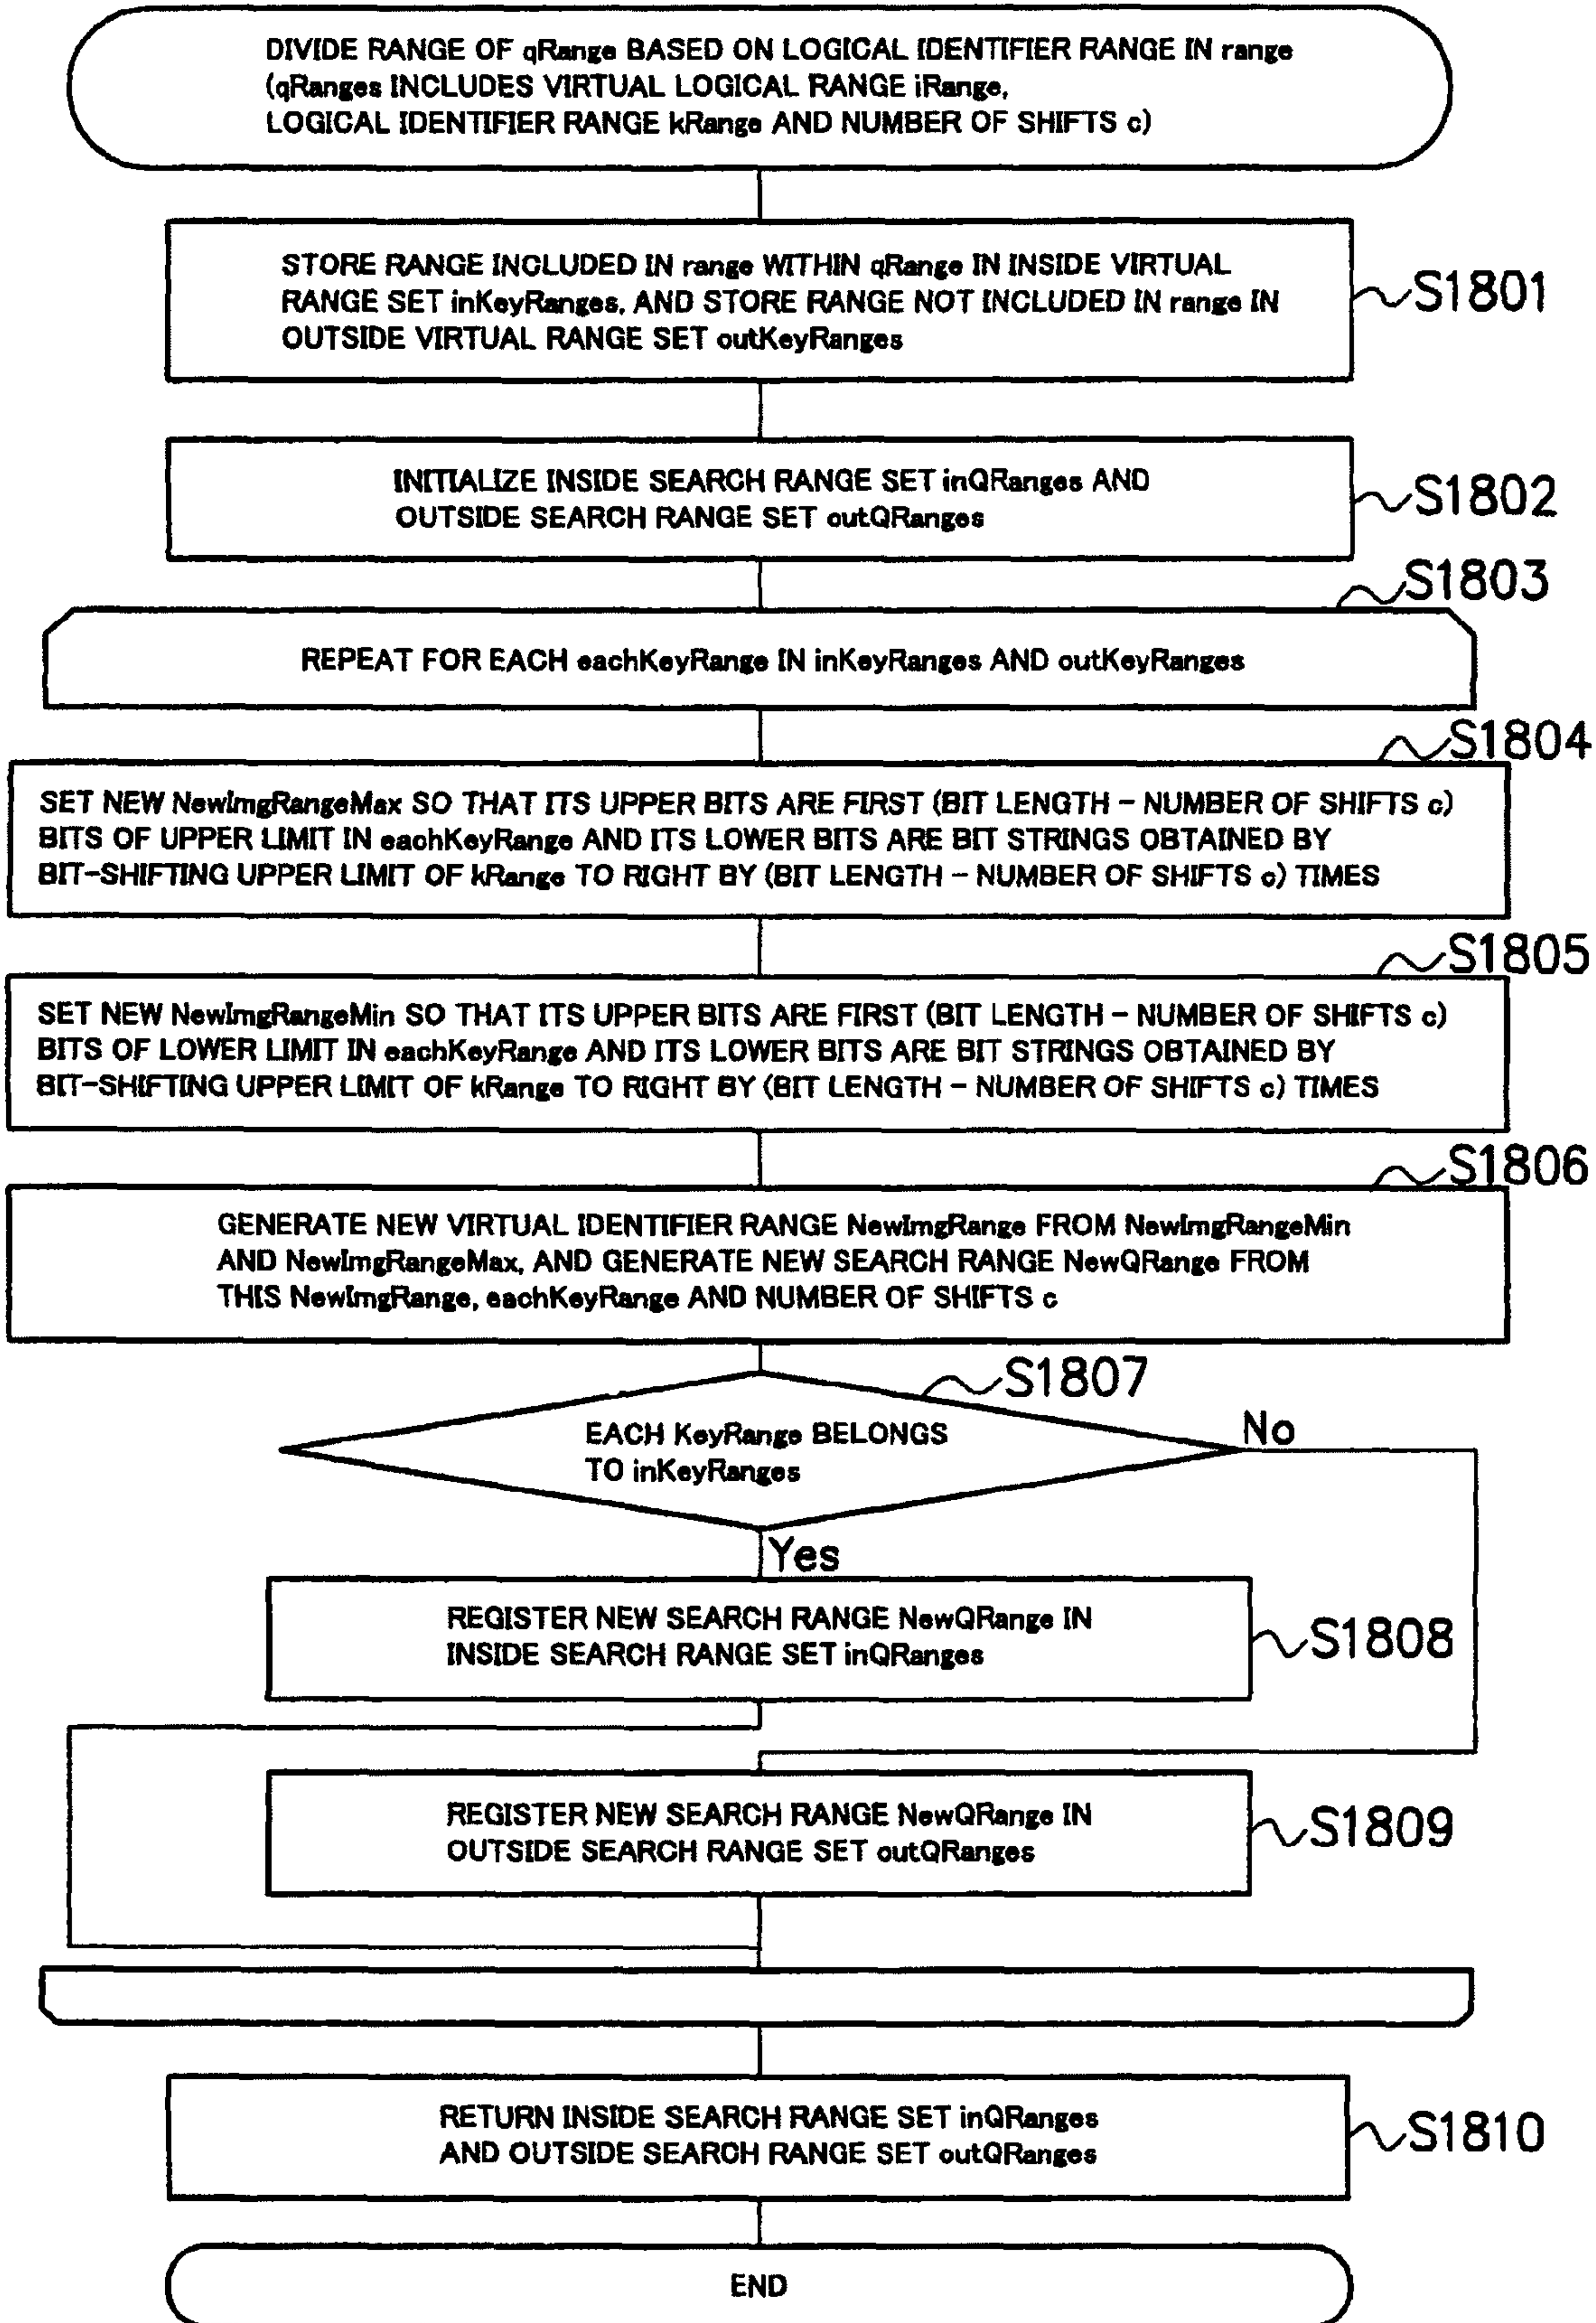 DIVIDE RANGE OF qRange BASED ON LOGICAL IDENTIFIER RANGE IN range
(qRanges INCLUDES VIRTUAL LOGICAL RANGE iRange,
LOGICAL IDENTIFIER RANGE kRange AND NUMBER OF SHIFTS c)
STORE RANGE INCLUDED IN range WITHIN qRange IN INSIDE VIRTUAL
RANGE SET inKeyRanges, AND STORE RANGE NOT INCLUDED IN range IN
OUTSIDE VIRTUAL RANGE SET outKeyRanges
S1801
INITIALIZE INSIDE SEARCH RANGE SET inQRanges AND
OUTSIDE SEARCH RANGE SET outQRanges
S1802
S1803
REPEAT FOR EACH eachKeyRange IN inKeyRanges AND outKeyRanges
S1804
SET NEW NewImgRangeMax SO THAT ITS UPPER BITS ARE FIRST (BIT LENGTH - NUMBER OF SHIFTS c)
BITS OF UPPER LIMIT IN eachKeyRange AND ITS LOWER BITS ARE BIT STRINGS OBTAINED BY
BIT-SHIFTING UPPER LIMIT OF kRange TO RIGHT BY (BIT LENGTH - NUMBER OF SHIFTS c) TIMES
S1805
SET NEW NewImgRangeMin SO THAT ITS UPPER BITS ARE FIRST (BIT LENGTH - NUMBER OF SHIFTS c)
BITS OF LOWER LIMIT IN eachKeyRange AND ITS LOWER BITS ARE BIT STRINGS OBTAINED BY
BIT-SHIFTING UPPER LIMIT OF kRange TO RIGHT BY (BIT LENGTH - NUMBER OF SHIFTS c) TIMES
S1806
GENERATE NEW VIRTUAL IDENTIFIER RANGE NewImgRange FROM NewImgRangeMin
AND NewImgRangeMax, AND GENERATE NEW SEARCH RANGE NewQRange FROM
THIS NewImgRange, eachKeyRange AND NUMBER OF SHIFTS c
S1807
EACH KeyRange BELONGS
TO inKeyRanges
No
Yes
REGISTER NEW SEARCH RANGE NewQRange IN
INSIDE SEARCH RANGE SET inQRanges
S1808
REGISTER NEW SEARCH RANGE NewQRange IN
OUTSIDE SEARCH RANGE SET outQRanges
S1809
RETURN INSIDE SEARCH RANGE SET inQRanges
AND OUTSIDE SEARCH RANGE SET outQRanges
S1810
END